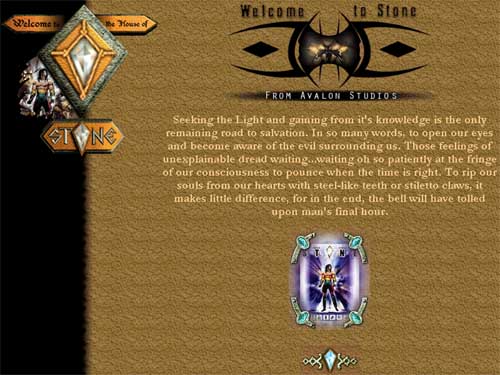 Welcome to the House of
STONE
Welcome to Stone
FROM AVALON STUDIOS
Seeking the Light and gaining from it's knowledge is the only
remaining road to salvation. In so many words, to open our eyes
and become aware of the evil surrounding us. Those feelings of
unexplainable dread waiting...waiting oh so patiently at the fringe
of our consciousness to pounce when the time is right. To rip our
souls from our hearts with steel-like teeth or stiletto claws, it
makes little difference, for in the end, the bell will have tolled
upon man's final hour.
STONE